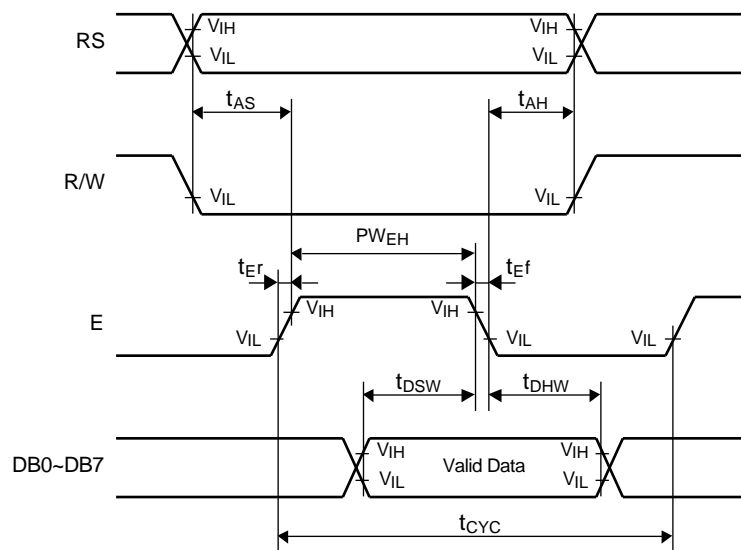 RS
VIH
VIL
VIH
VIL
tAS
tAH
R/W
VIL
VIL
PWEH
tEr
tEf
E
VIH
VIH
VIL
VIL
VIL
tDSW
tDHW
DB0~DB7
VIH
VIL
Valid Data
VIH
VIL
tCYC